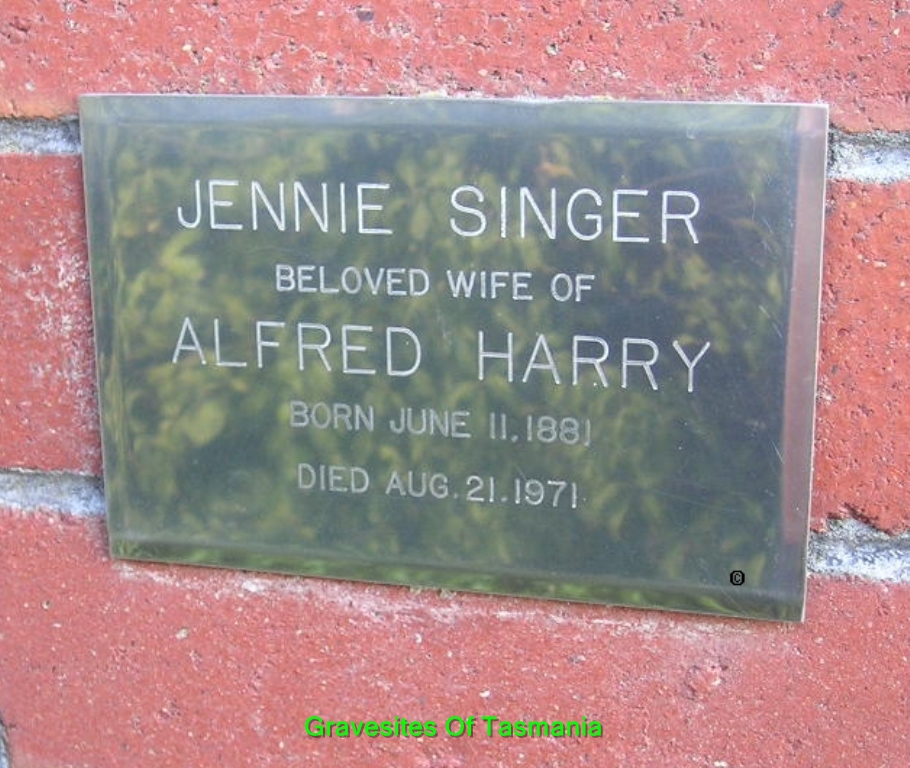 JENNIE SINGER
BELOVED WIFE OF
ALFRED HARRY
BORN JUNE 11.1881
DIED AUG.21.1971
©
Gravesites Of Tasmania